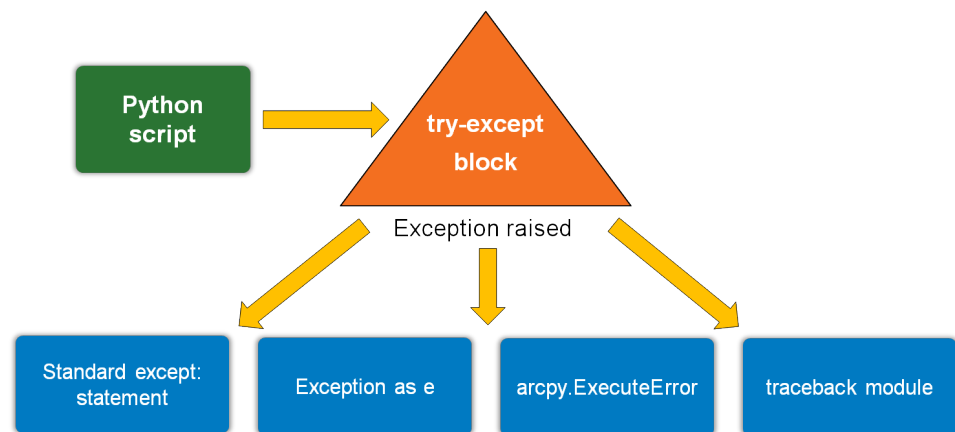 Python
script
try-except
block
Exception raised
Standard except:
statement
Exception as e
arcpy.ExecuteError
traceback module